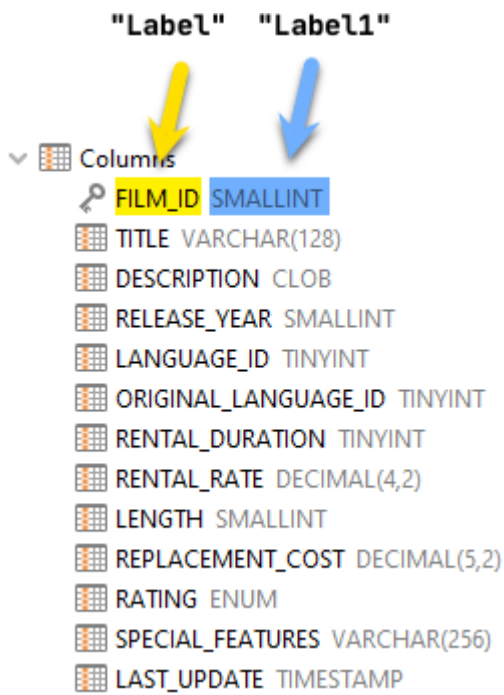 "Label" "Label1"
Columns
FILM_ID SMALLINT
TITLE VARCHAR(128)
DESCRIPTION CLOB
RELEASE_YEAR SMALLINT
LANGUAGE_ID TINYINT
ORIGINAL_LANGUAGE_ID TINYINT
RENTAL_DURATION TINYINT
RENTAL_RATE DECIMAL(4,2)
LENGTH SMALLINT
REPLACEMENT_COST DECIMAL(5,2)
RATING ENUM
SPECIAL_FEATURES VARCHAR(256)
LAST_UPDATE TIMESTAMP